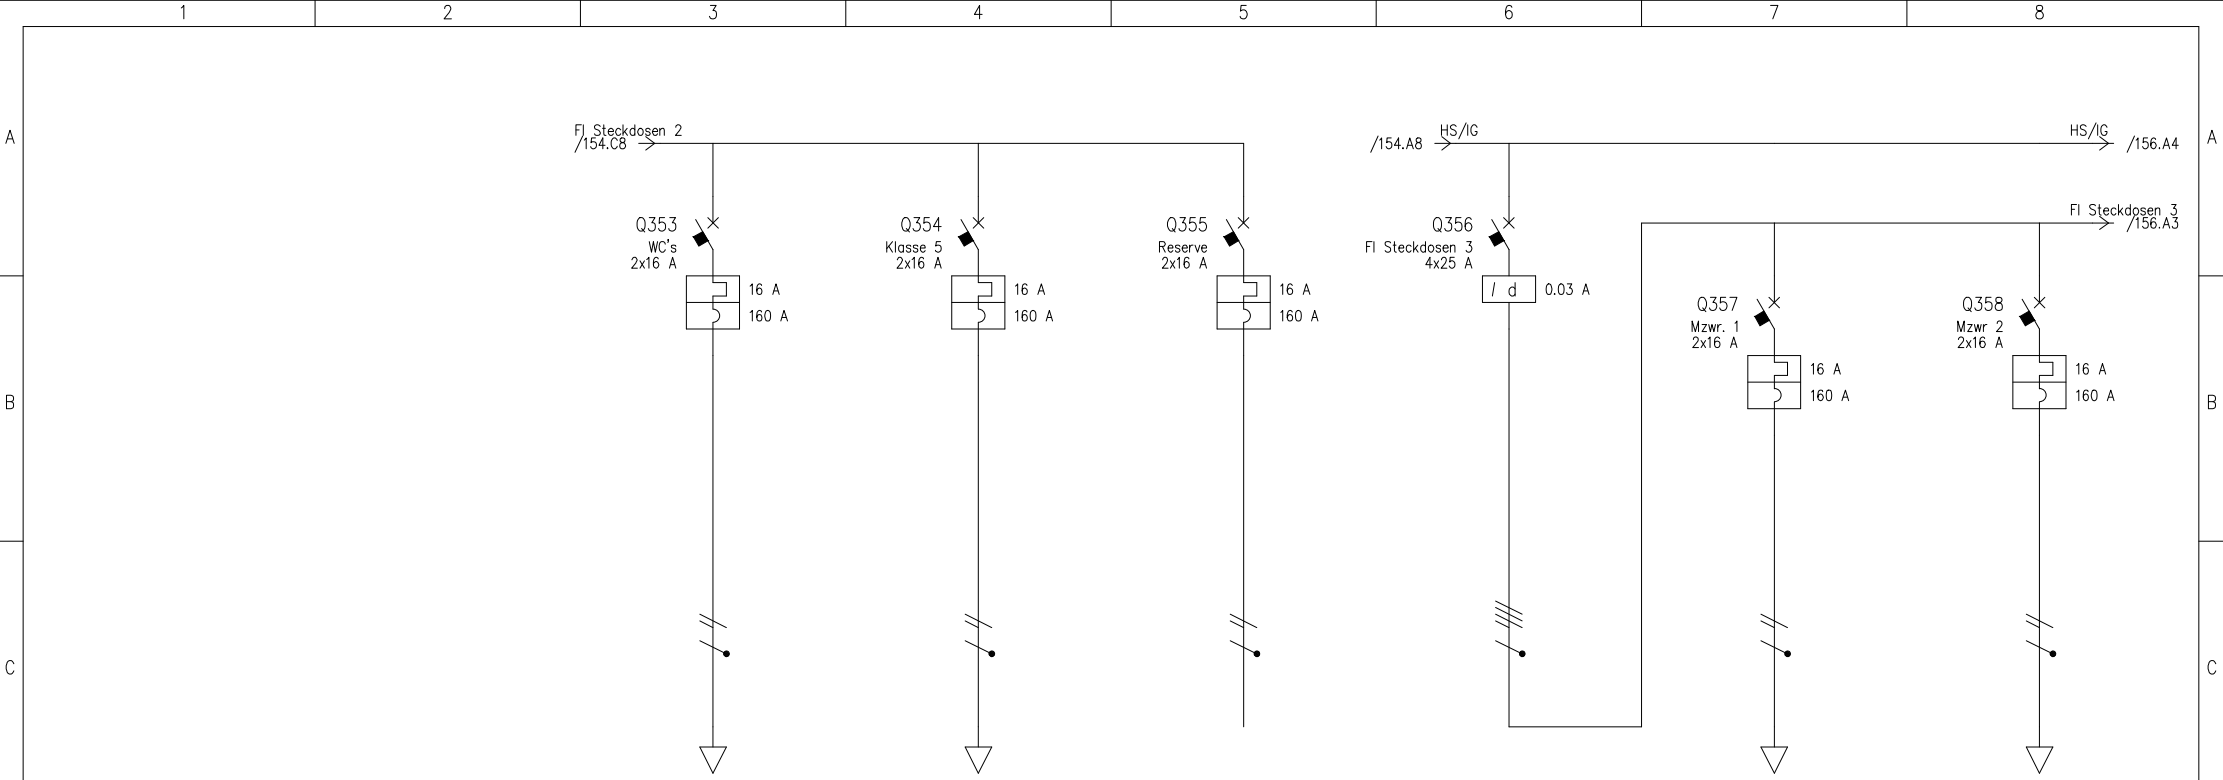 1 2 3 4 5 6 7 8
A A
FI Steckdosen 2
/154.C8
/154.A8
HS/IG
HS/IG
/156.A4
FI Steckdosen 3
/156.A3
Q353
WC's
2x16 A
16 A
160 A
Q354
Klasse 5
2x16 A
16 A
160 A
Q355
Reserve
2x16 A
16 A
160 A
Q356
FI Steckdosen 3
4x25 A
I d
0.03 A
Q357
Mzwr. 1
2x16 A
16 A
160 A
Q358
Mzwr 2
2x16 A
16 A
160 A
B B
C C